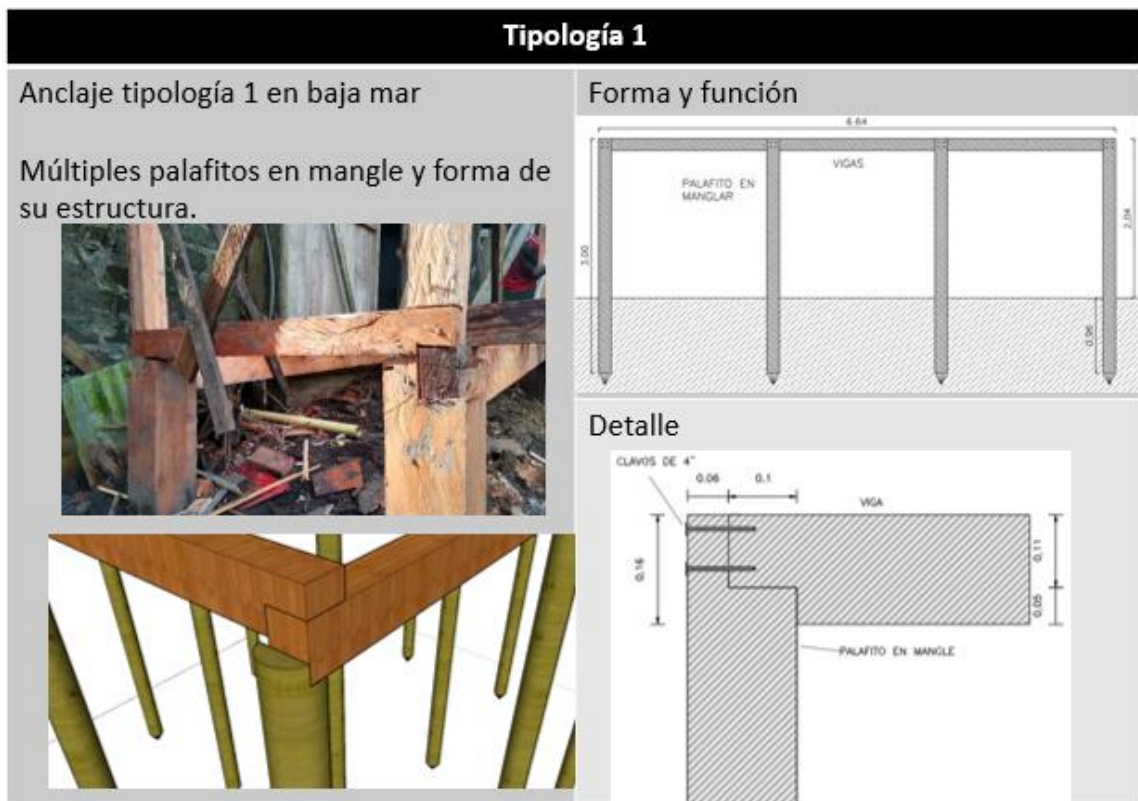 Tipología 1
Anclaje tipología 1 en baja mar
Múltiples palafitos en mangle y forma de
su estructura.
Forma y función
6.64
VIGAS
PALAFITO EN
MANGLAR
3.00
2.04
0.96
Detalle
CLAVOS DE 4"
0.06
0.1
VIGA
0.16
0.11
0.05
PALAFITO EN MANGLE